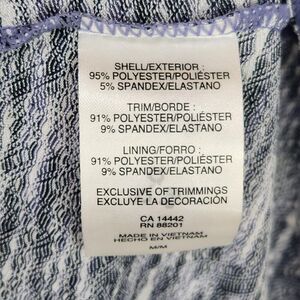 SHELL/EXTERIOR :
95% POLYESTER/POLIÉSTER
5% SPANDEX/ELASTANO
TRIM/BORDE :
91% POLYESTER/POLIÉSTER
9% SPANDEX/ELASTANO
LINING/FORRO :
91% POLYESTER/POLIÉSTER
9% SPANDEX/ELASTANO
EXCLUSIVE OF TRIMMINGS
EXCLUYE LA DECORACIÓN
CA 14442
RN 88201
MADE IN VIETNAM
HECHO EN VIETNAM
M/M